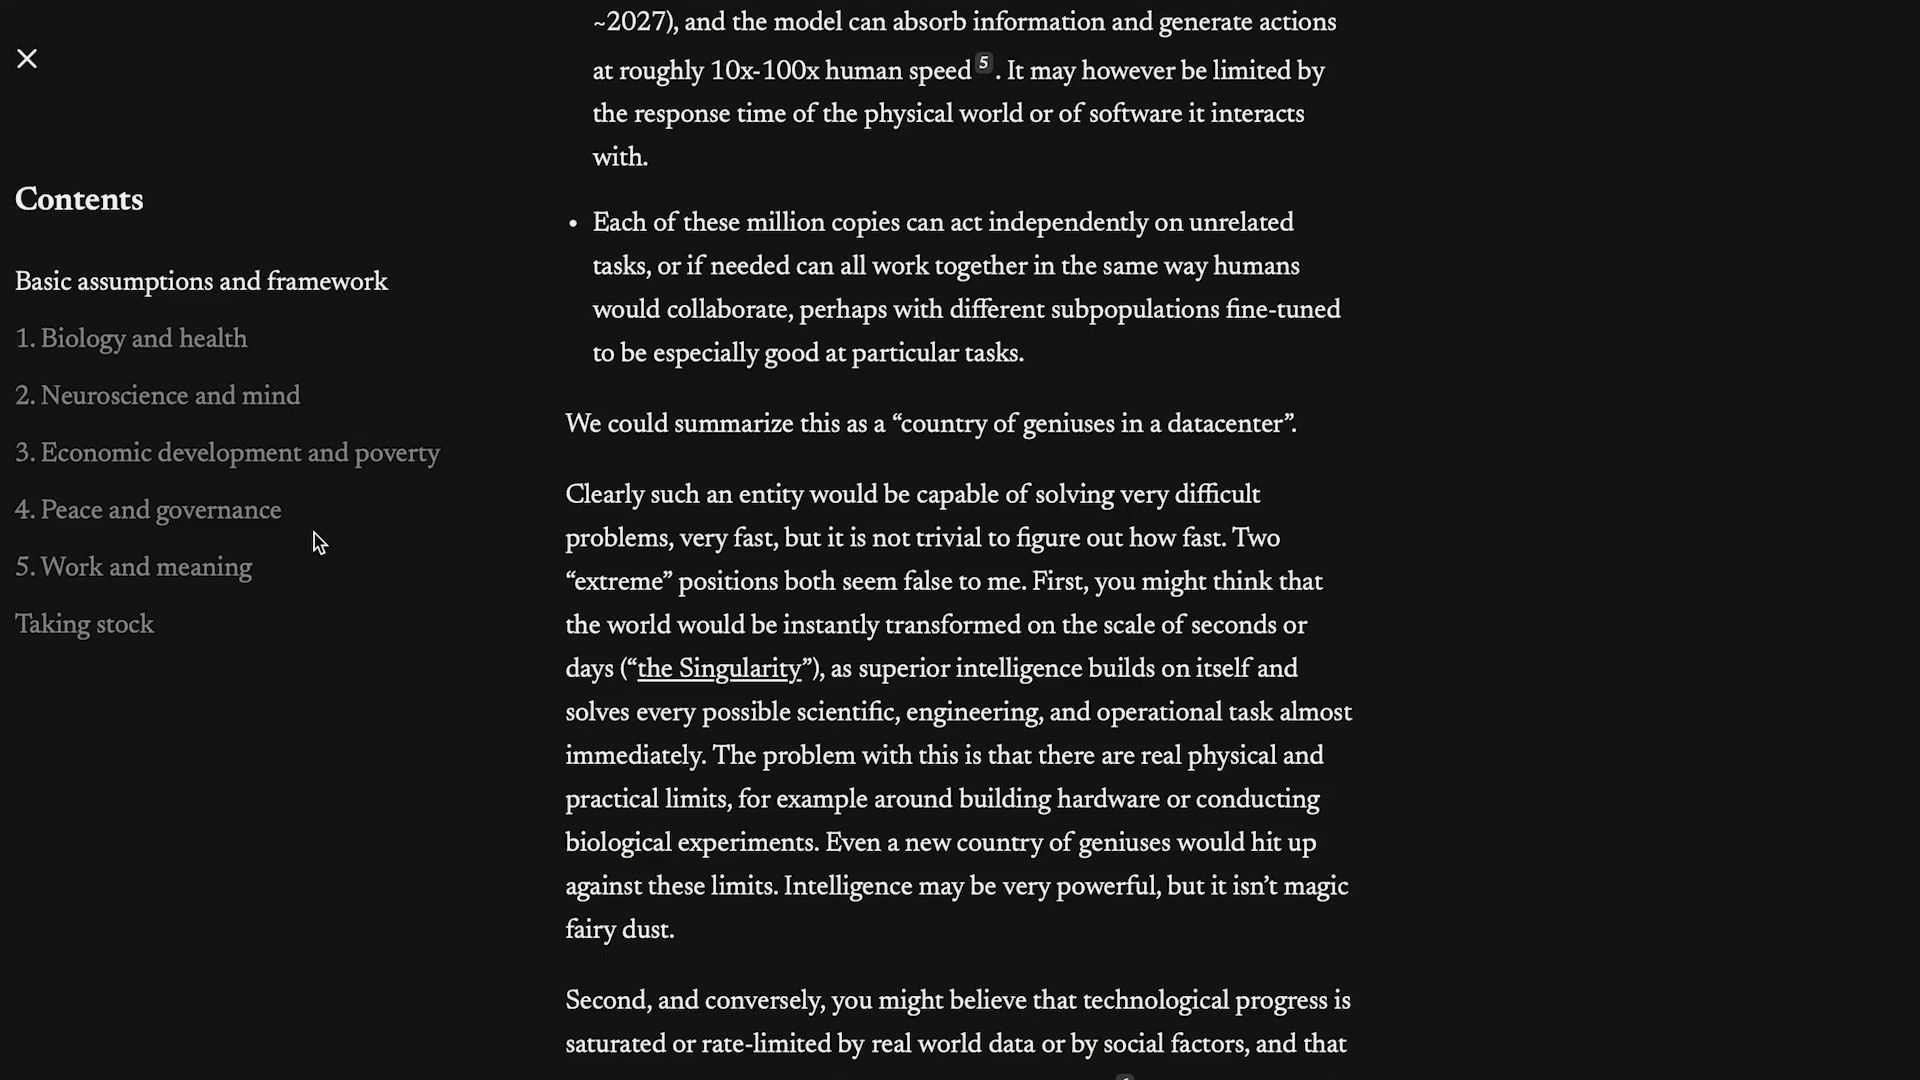 Contents
Basic assumptions and framework
1. Biology and health
2. Neuroscience and mind
3. Economic development and poverty
4. Peace and governance
5. Work and meaning
Taking stock
~2027), and the model can absorb information and generate actions
at roughly 10x-100x human speed 5 . It may however be limited by
the response time of the physical world or of software it interacts
with.
• Each of these million copies can act independently on unrelated
tasks, or if needed can all work together in the same way humans
would collaborate, perhaps with different subpopulations fine-tuned
to be especially good at particular tasks.
We could summarize this as a “country of geniuses in a datacenter”.
Clearly such an entity would be capable of solving very difficult
problems, very fast, but it is not trivial to figure out how fast. Two
“extreme” positions both seem false to me. First, you might think that
the world would be instantly transformed on the scale of seconds or
days (“the Singularity”), as superior intelligence builds on itself and
solves every possible scientific, engineering, and operational task almost
immediately. The problem with this is that there are real physical and
practical limits, for example around building hardware or conducting
biological experiments. Even a new country of geniuses would hit up
against these limits. Intelligence may be very powerful, but it isn’t magic
fairy dust.
Second, and conversely, you might believe that technological progress is
saturated or rate-limited by real world data or by social factors, and that